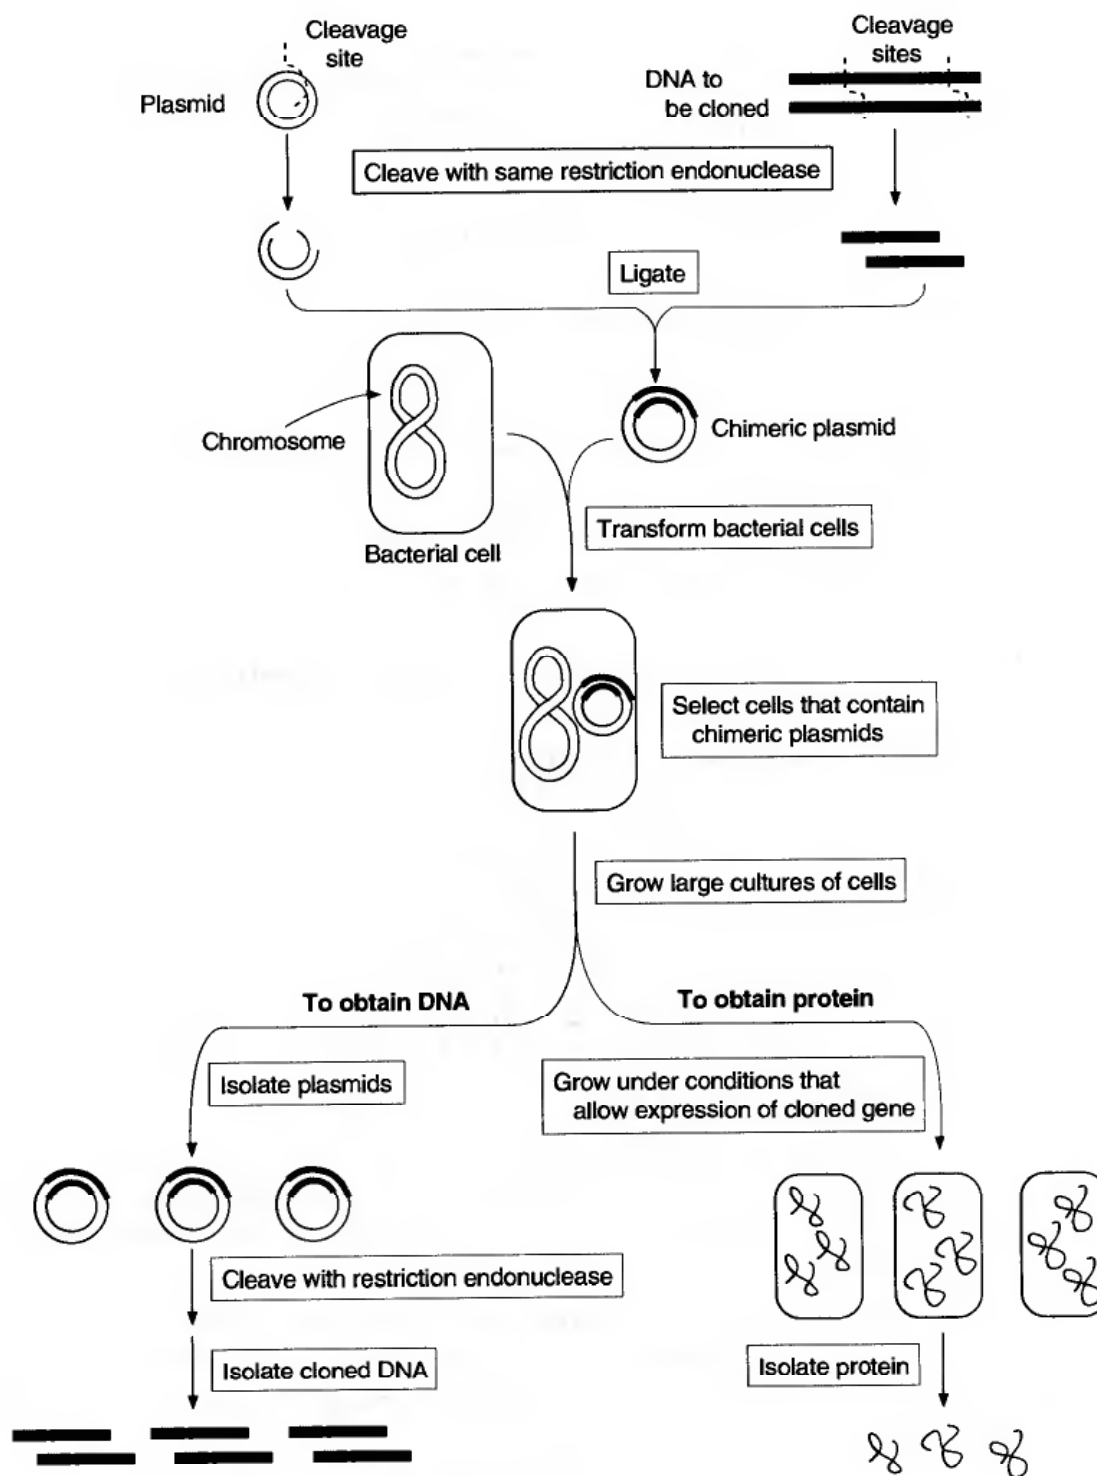 Cleavage
site
Plasmid
Cleavage
sites
DNA to
be cloned
Cleave with same restriction endonuclease
Ligate
Chromosome
Bacterial cell
Chimeric plasmid
Transform bacterial cells
Select cells that contain
chimeric plasmids
Grow large cultures of cells
To obtain DNA
To obtain protein
Isolate plasmids
Grow under conditions that
allow expression of cloned gene
Cleave with restriction endonuclease
Isolate cloned DNA
Isolate protein